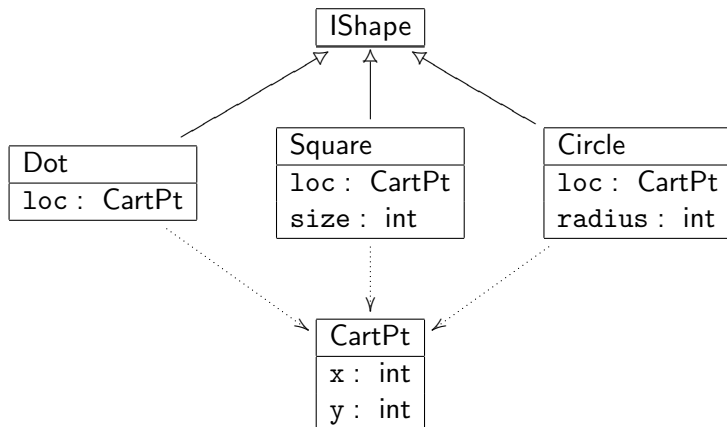 IShape
Dot
loc : CartPt
Square
loc : CartPt
size : int
Circle
loc : CartPt
radius : int
CartPt
x : int
y : int